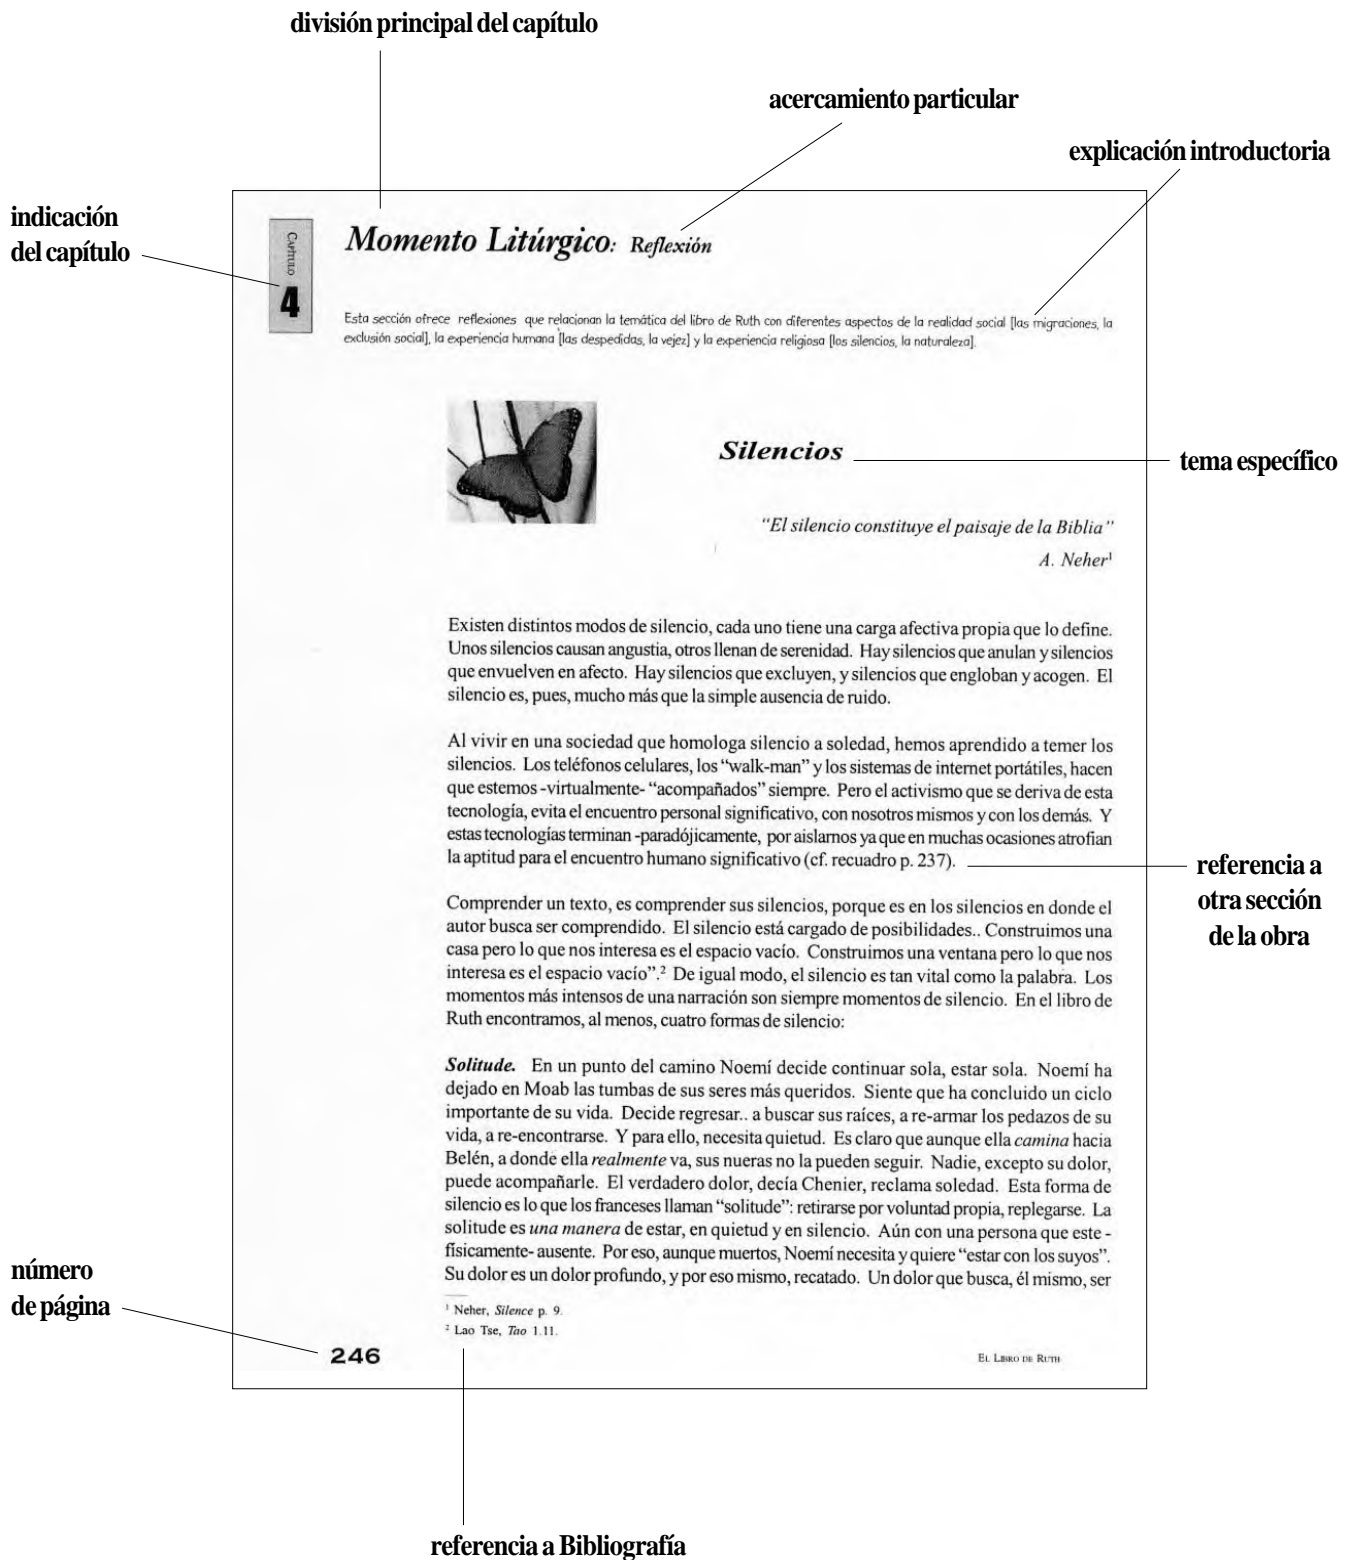 división principal del capítulo
acercamiento particular
explicación introductoria
indicación
del capítulo
CAPÍTULO
4
Momento Litúrgico: Reflexión
Esta sección ofrece reflexiones que relacionan la temática del libro de Ruth con diferentes aspectos de la realidad social [las migraciones, la
exclusión social], la experiencia humana [las despedidas, la vejez] y la experiencia religiosa [los silencios, la naturaleza].
Silencios
tema específico
"El silencio constituye el paisaje de la Biblia"
A. Neher¹
Existen distintos modos de silencio, cada uno tiene una carga afectiva propia que lo define.
Unos silencios causan angustia, otros llenan de serenidad. Hay silencios que anulan y silencios
que envuelven en afecto. Hay silencios que excluyen, y silencios que engloban y acogen. El
silencio es, pues, mucho más que la simple ausencia de ruido.
Al vivir en una sociedad que homologa silencio a soledad, hemos aprendido a temer los
silencios. Los teléfonos celulares, los "walk-man" y los sistemas de internet portátiles, hacen
que estemos -virtualmente- "acompañados" siempre. Pero el activismo que se deriva de esta
tecnología, evita el encuentro personal significativo, con nosotros mismos y con los demás. Y
estas tecnologías terminan -paradójicamente, por aislarnos ya que en muchas ocasiones atrofian
la aptitud para el encuentro humano significativo (cf. recuadro p. 237).
referencia a
otra sección
de la obra
Comprender un texto, es comprender sus silencios, porque es en los silencios en donde el
autor busca ser comprendido. El silencio está cargado de posibilidades.. Construimos una
casa pero lo que nos interesa es el espacio vacío. Construimos una ventana pero lo que nos
interesa es el espacio vacío".² De igual modo, el silencio es tan vital como la palabra. Los
momentos más intensos de una narración son siempre momentos de silencio. En el libro de
Ruth encontramos, al menos, cuatro formas de silencio:
Solitude. En un punto del camino Noemí decide continuar sola, estar sola. Noemí ha
dejado en Moab las tumbas de sus seres más queridos. Siente que ha concluido un ciclo
importante de su vida. Decide regresar.. a buscar sus raíces, a re-armar los pedazos de su
vida, a re-encontrarse. Y para ello, necesita quietud. Es claro que aunque ella camina hacia
Belén, a donde ella realmente va, sus nueras no la pueden seguir. Nadie, excepto su dolor,
puede acompañarle. El verdadero dolor, decía Chenier, reclama soledad. Esta forma de
silencio es lo que los franceses llaman "solitude": retirarse por voluntad propia, replegarse. La
solitude es una manera de estar, en quietud y en silencio. Aún con una persona que este -
físicamente- ausente. Por eso, aunque muertos, Noemí necesita y quiere "estar con los suyos".
Su dolor es un dolor profundo, y por eso mismo, recatado. Un dolor que busca, él mismo, ser
número
de página
¹ Neher, Silence p. 9.
² Lao Tse, Tao 1.11.
246
EL LIBRO DE RUTH
referencia a Bibliografía